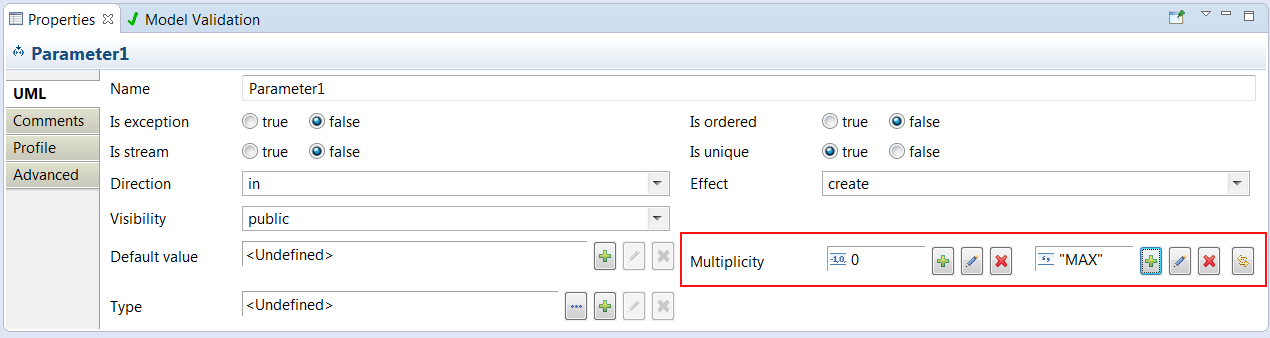 Properties Model Validation
Parameter1
UML
Comments
Profile
Advanced
Name Parameter1
Is exception true false Is ordered true false
Is stream true false Is unique true false
Direction in Effect create
Visibility public
Default value <Undefined> Multiplicity -1,0, 0 "MAX"
Type <Undefined>